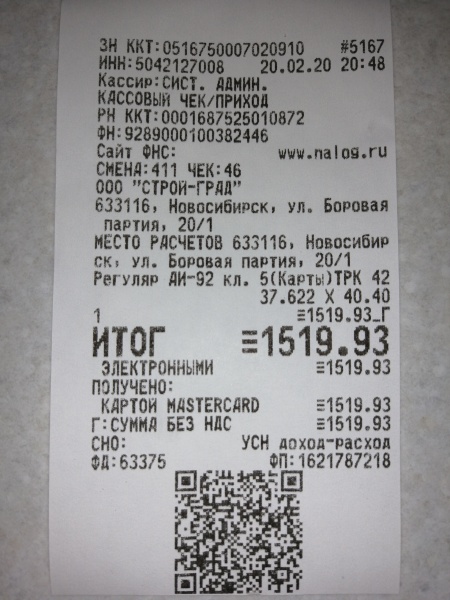 ЗН ККТ:0516750007020910 #5167
ИНН:5042127008 20.02.20 20:48
Кассир:СИСТ. АДМИН.
КАССОВЫЙ ЧЕК/ПРИХОД
РН ККТ:0001687525010872
ФН:9289000100382446
Сайт ФНС: www.nalog.ru
СМЕНА:411 ЧЕК:46
ООО "СТРОЙ-ГРАД"
633116, Новосибирск, ул. Боровая
партия, 20/1
МЕСТО РАСЧЕТОВ 633116, Новосибир
ск, ул. Боровая партия, 20/1
Регуляр АИ-92 кл. 5(Карты)ТРК 42
37.622 X 40.40
1 ≡1519.93_Г
ИТОГ ≡1519.93
ЭЛЕКТРОННЫМИ ≡1519.93
ПОЛУЧЕНО:
КАРТОЙ MASTERCARD ≡1519.93
Г:СУММА БЕЗ НДС ≡1519.93
СНО: УСН доход-расход
ФД:63375 ФП:1621787218